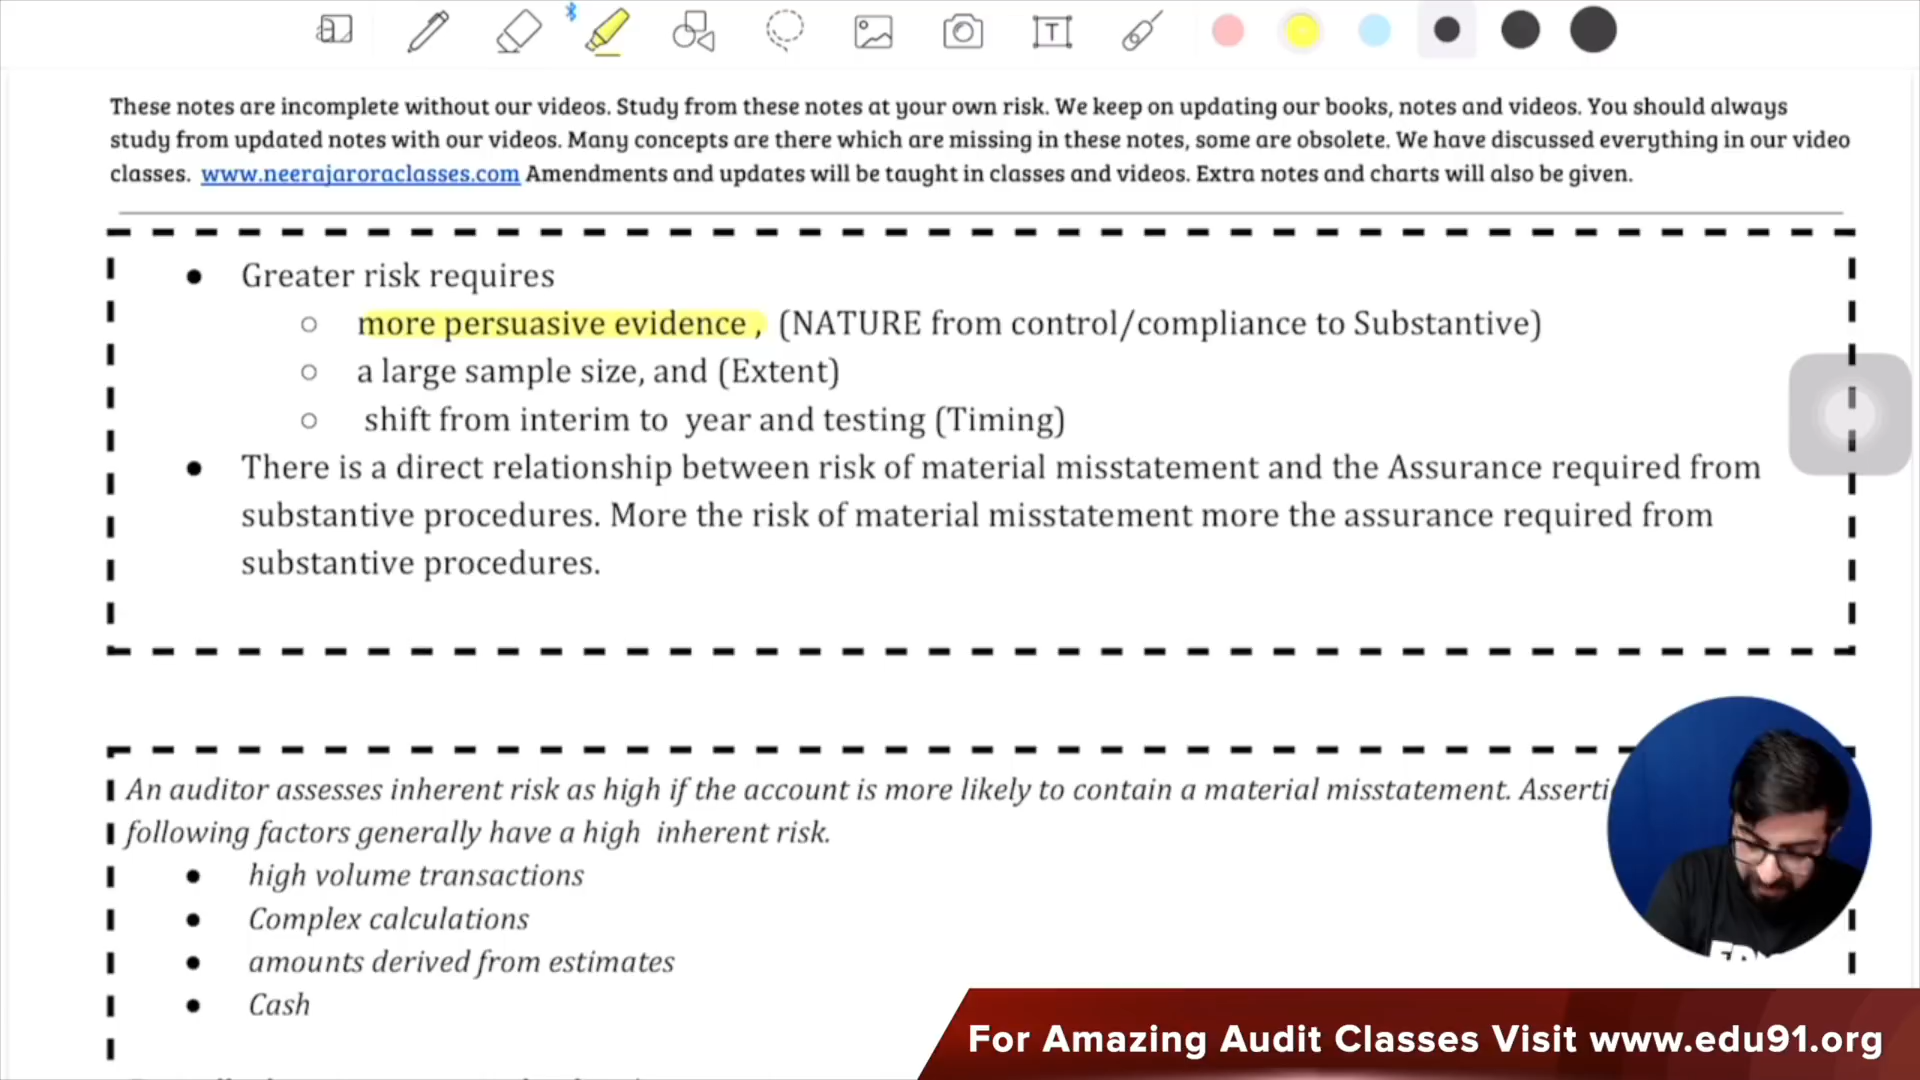 These notes are incomplete without our videos. Study from these notes at your own risk. We keep on updating our books, notes and videos. You should always
study from updated notes with our videos. Many concepts are there which are missing in these notes, some are obsolete. We have discussed everything in our video
classes. www.neerajaroraclasses.com Amendments and updates will be taught in classes and videos. Extra notes and charts will also be given.
● Greater risk requires
○ more persuasive evidence , (NATURE from control/compliance to Substantive)
○ a large sample size, and (Extent)
○ shift from interim to year and testing (Timing)
● There is a direct relationship between risk of material misstatement and the Assurance required from
substantive procedures. More the risk of material misstatement more the assurance required from
substantive procedures.
An auditor assesses inherent risk as high if the account is more likely to contain a material misstatement.
following factors generally have a high inherent risk.
● high volume transactions
● Complex calculations
● amounts derived from estimates
● Cash
For Amazing Audit Classes Visit www.edu91.org